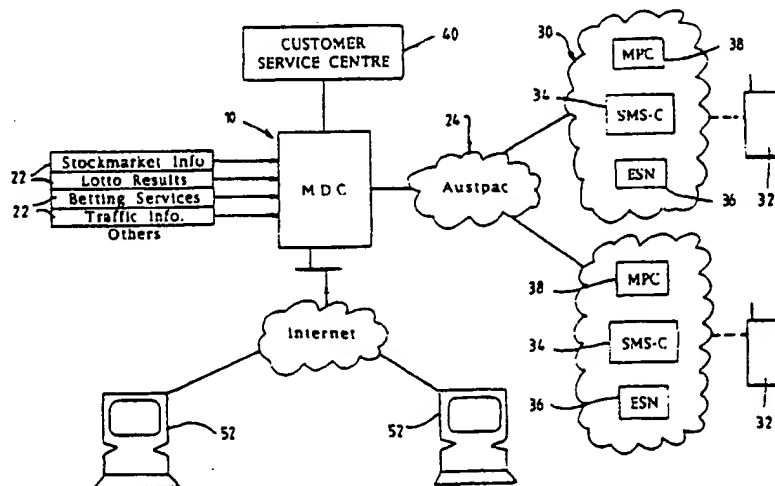 CUSTOMER
SERVICE CENTRE
40
30
MPC
38
34
SMS-C
10
24
22
Stockmarket Info
Lotto Results
22
Betting Services
Traffic Info.
Others
MDC
Austpac
ESN
36
32
38
MPC
Internet
34
SMS-C
36
ESN
32
52
52